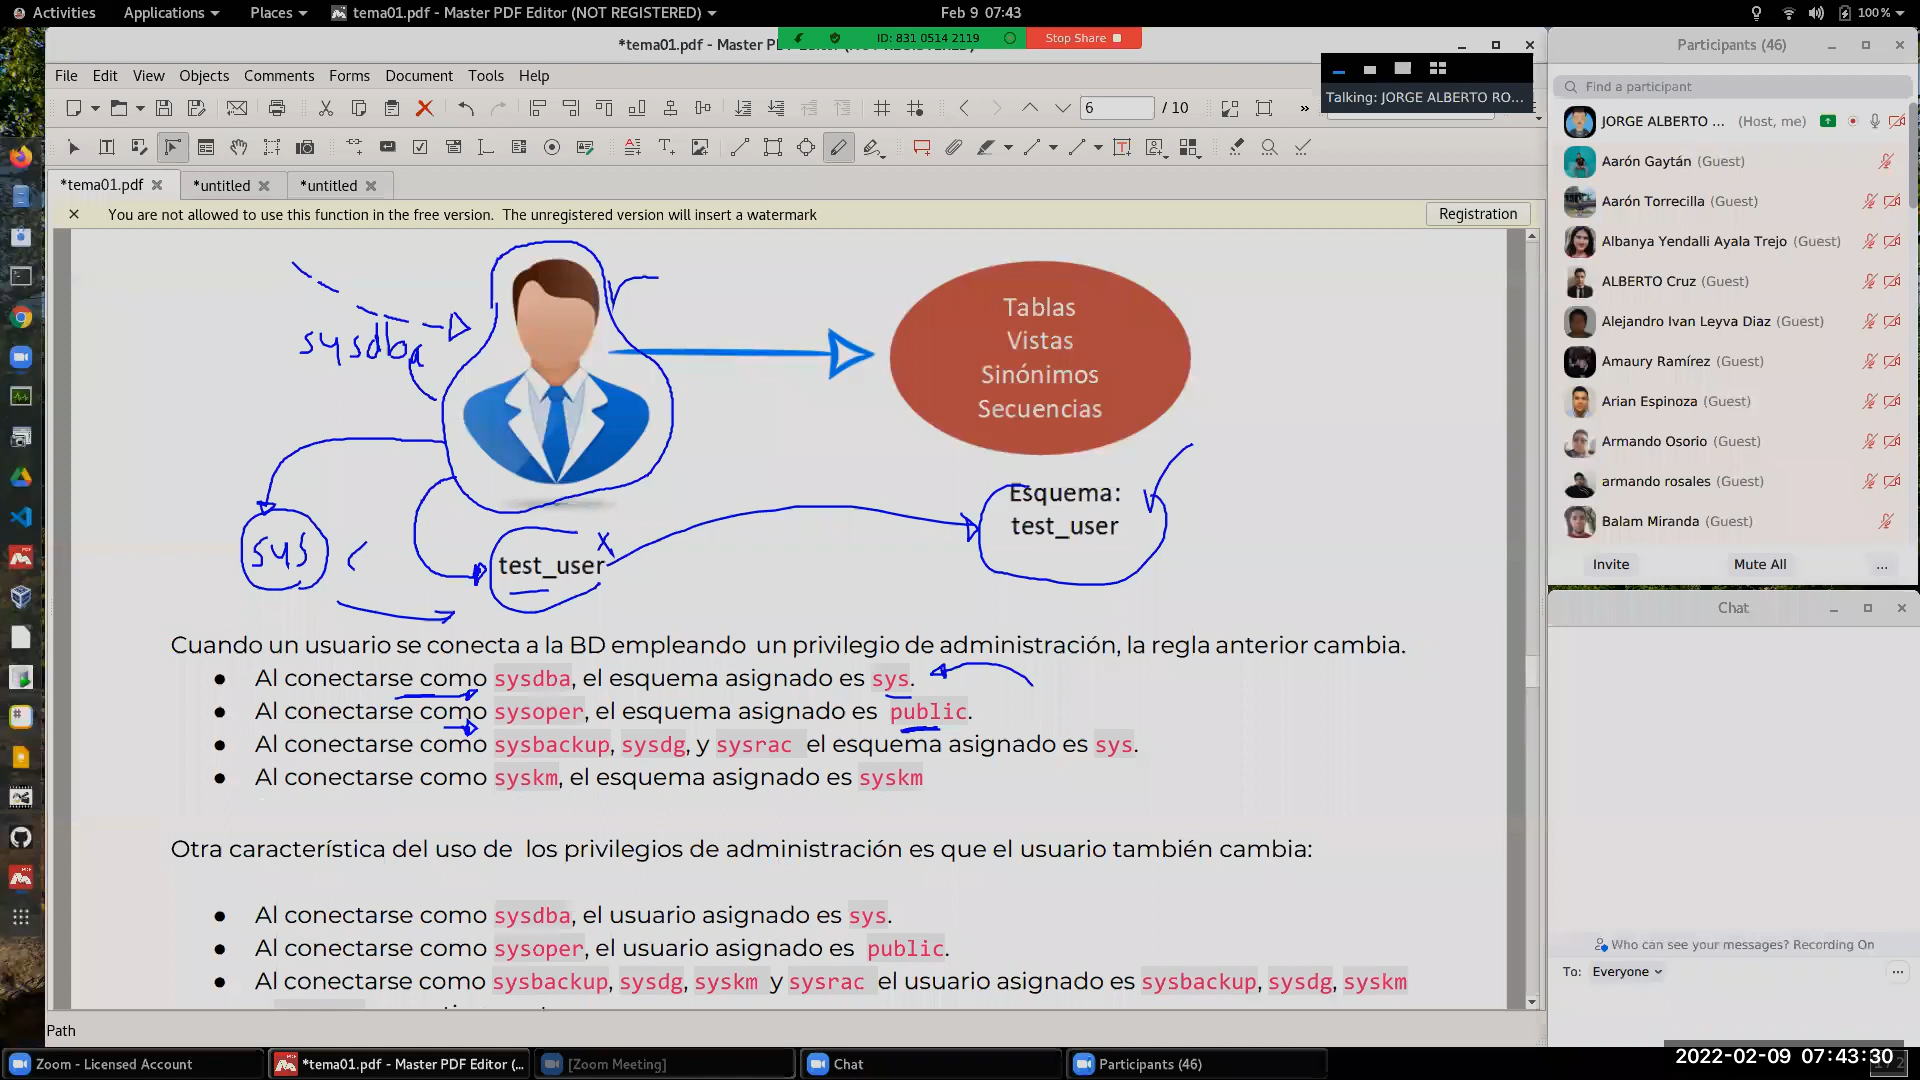 Activities Applications Places tema01.pdf - Master PDF Editor (NOT REGISTERED) Feb 9 07:43 100%
*tema01.pdf - Master P
ID: 831 0514 2119 Stop Share
File Edit View Objects Comments Forms Document Tools Help
6 / 10
Talking: JORGE ALBERTO RO...
*tema01.pdf *untitled *untitled
You are not allowed to use this function in the free version. The unregistered version will insert a watermark
Registration
Tablas
Vistas
Sinónimos
Secuencias
sysdba
sys
test_user
Esquema:
test_user
Cuando un usuario se conecta a la BD empleando un privilegio de administración, la regla anterior cambia.
● Al conectarse como sysdba, el esquema asignado es sys.
● Al conectarse como sysoper, el esquema asignado es public.
● Al conectarse como sysbackup, sysdg, y sysrac el esquema asignado es sys.
● Al conectarse como syskm, el esquema asignado es syskm
Otra característica del uso de los privilegios de administración es que el usuario también cambia:
● Al conectarse como sysdba, el usuario asignado es sys.
● Al conectarse como sysoper, el usuario asignado es public.
● Al conectarse como sysbackup, sysdg, syskm y sysrac el usuario asignado es sysbackup, sysdg, syskm
Path
Participants (46)
Find a participant
JORGE ALBERTO ... (Host, me)
Aarón Gaytán (Guest)
Aarón Torrecilla (Guest)
Albanya Yendalli Ayala Trejo (Guest)
ALBERTO Cruz (Guest)
Alejandro Ivan Leyva Diaz (Guest)
Amaury Ramírez (Guest)
Arian Espinoza (Guest)
Armando Osorio (Guest)
armando rosales (Guest)
Balam Miranda (Guest)
Invite Mute All ...
Chat
Who can see your messages? Recording On
To: Everyone
Zoom - Licensed Account *tema01.pdf - Master PDF Editor (... [Zoom Meeting] Chat Participants (46)
2022-02-09 07:43:30